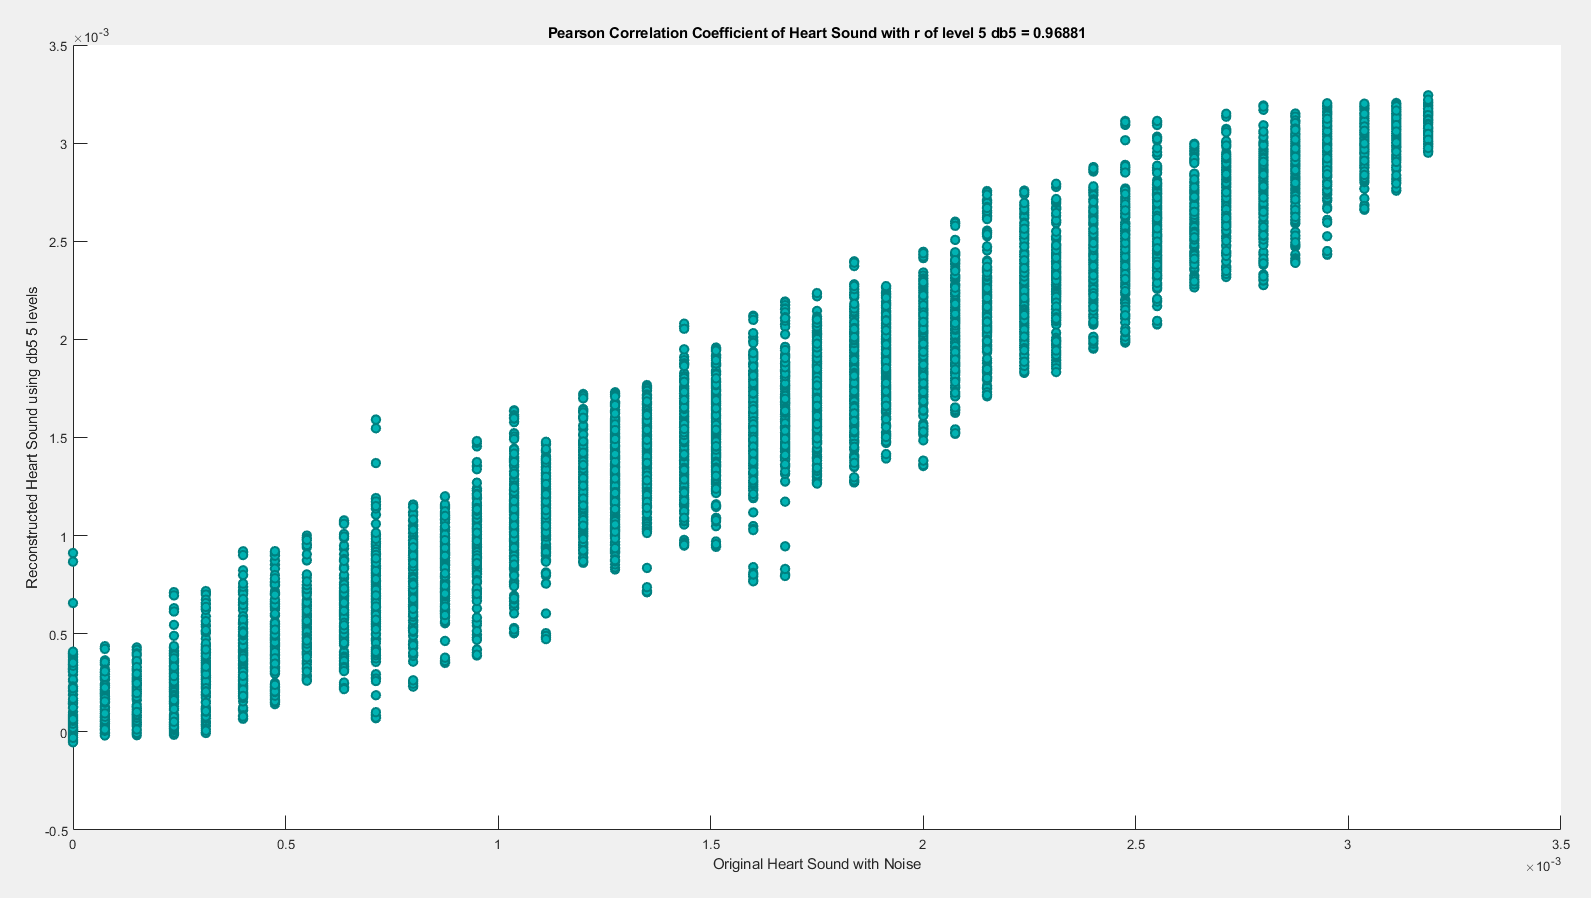 Pearson Correlation Coefficient of Heart Sound with r of level 5 db5 = 0.96881
×10⁻³
3.5
3
2.5
2
1.5
1
0.5
0
-0.5
Reconstructed Heart Sound using db5 5 levels
0 0.5 1 1.5 2 2.5 3 3.5
Original Heart Sound with Noise
×10⁻³